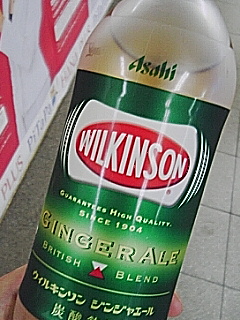 Asahi
WILKINSON
GUARANTEES HIGH QUALITY.
SINCE 1904
GINGER ALE
BRITISH BLEND
ウィルキンソン ジンジャエール
炭酸
PLUS